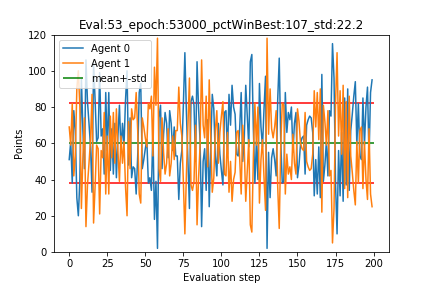 Eval:53_epoch:53000_pctWinBest:107_std:22.2
120
100
80
60
40
20
0
Points
Agent 0
Agent 1
mean+-std
0 25 50 75 100 125 150 175 200
Evaluation step